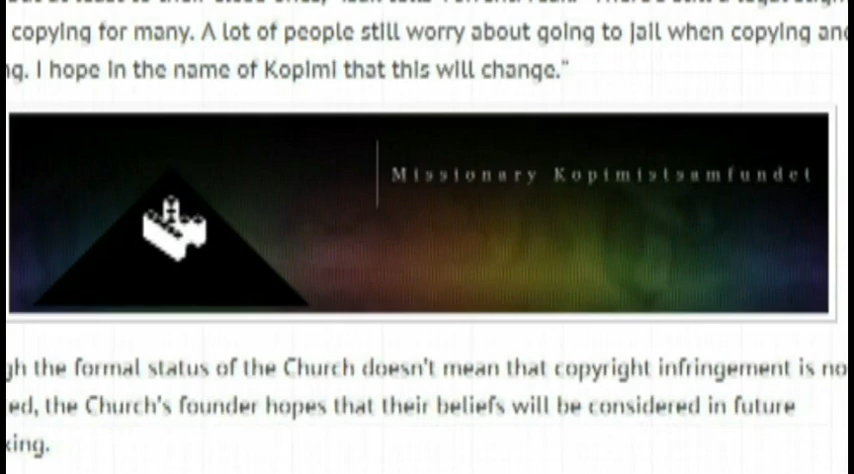 copying for many. A lot of people still worry about going to jail when copying and
ng. I hope in the name of Kopimi that this will change."
Missionary Kopimistsamfundet
gh the formal status of the Church doesn't mean that copyright infringement is no
ed, the Church's founder hopes that their beliefs will be considered in future
king.